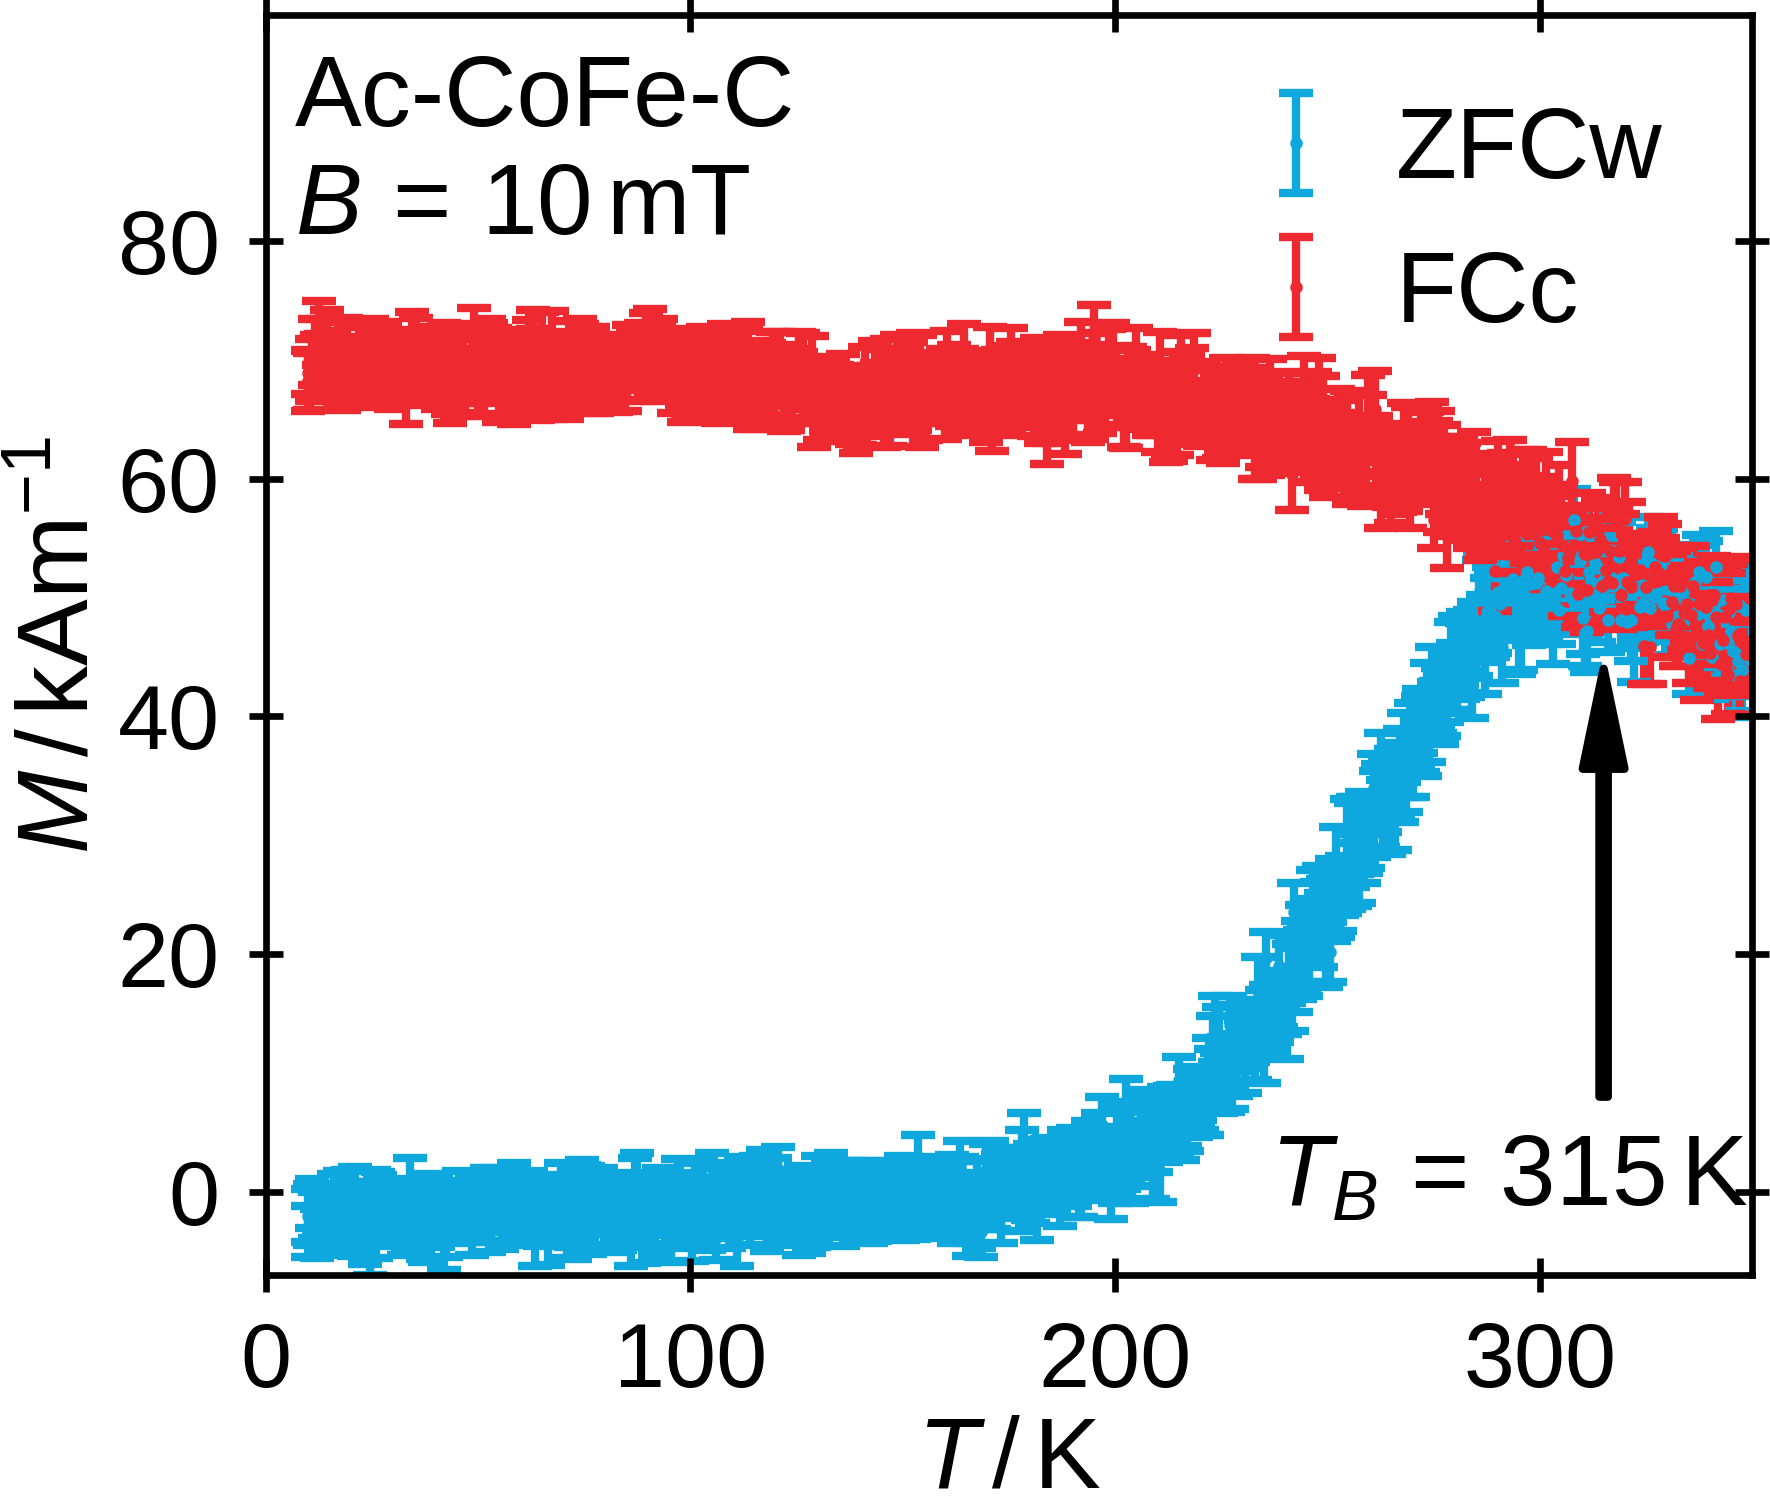 Ac-CoFe-C
B = 10 mT
ZFCw
FCc
80
60
40
20
0
M / kAm⁻¹
T_B = 315 K
0 100 200 300
T / K